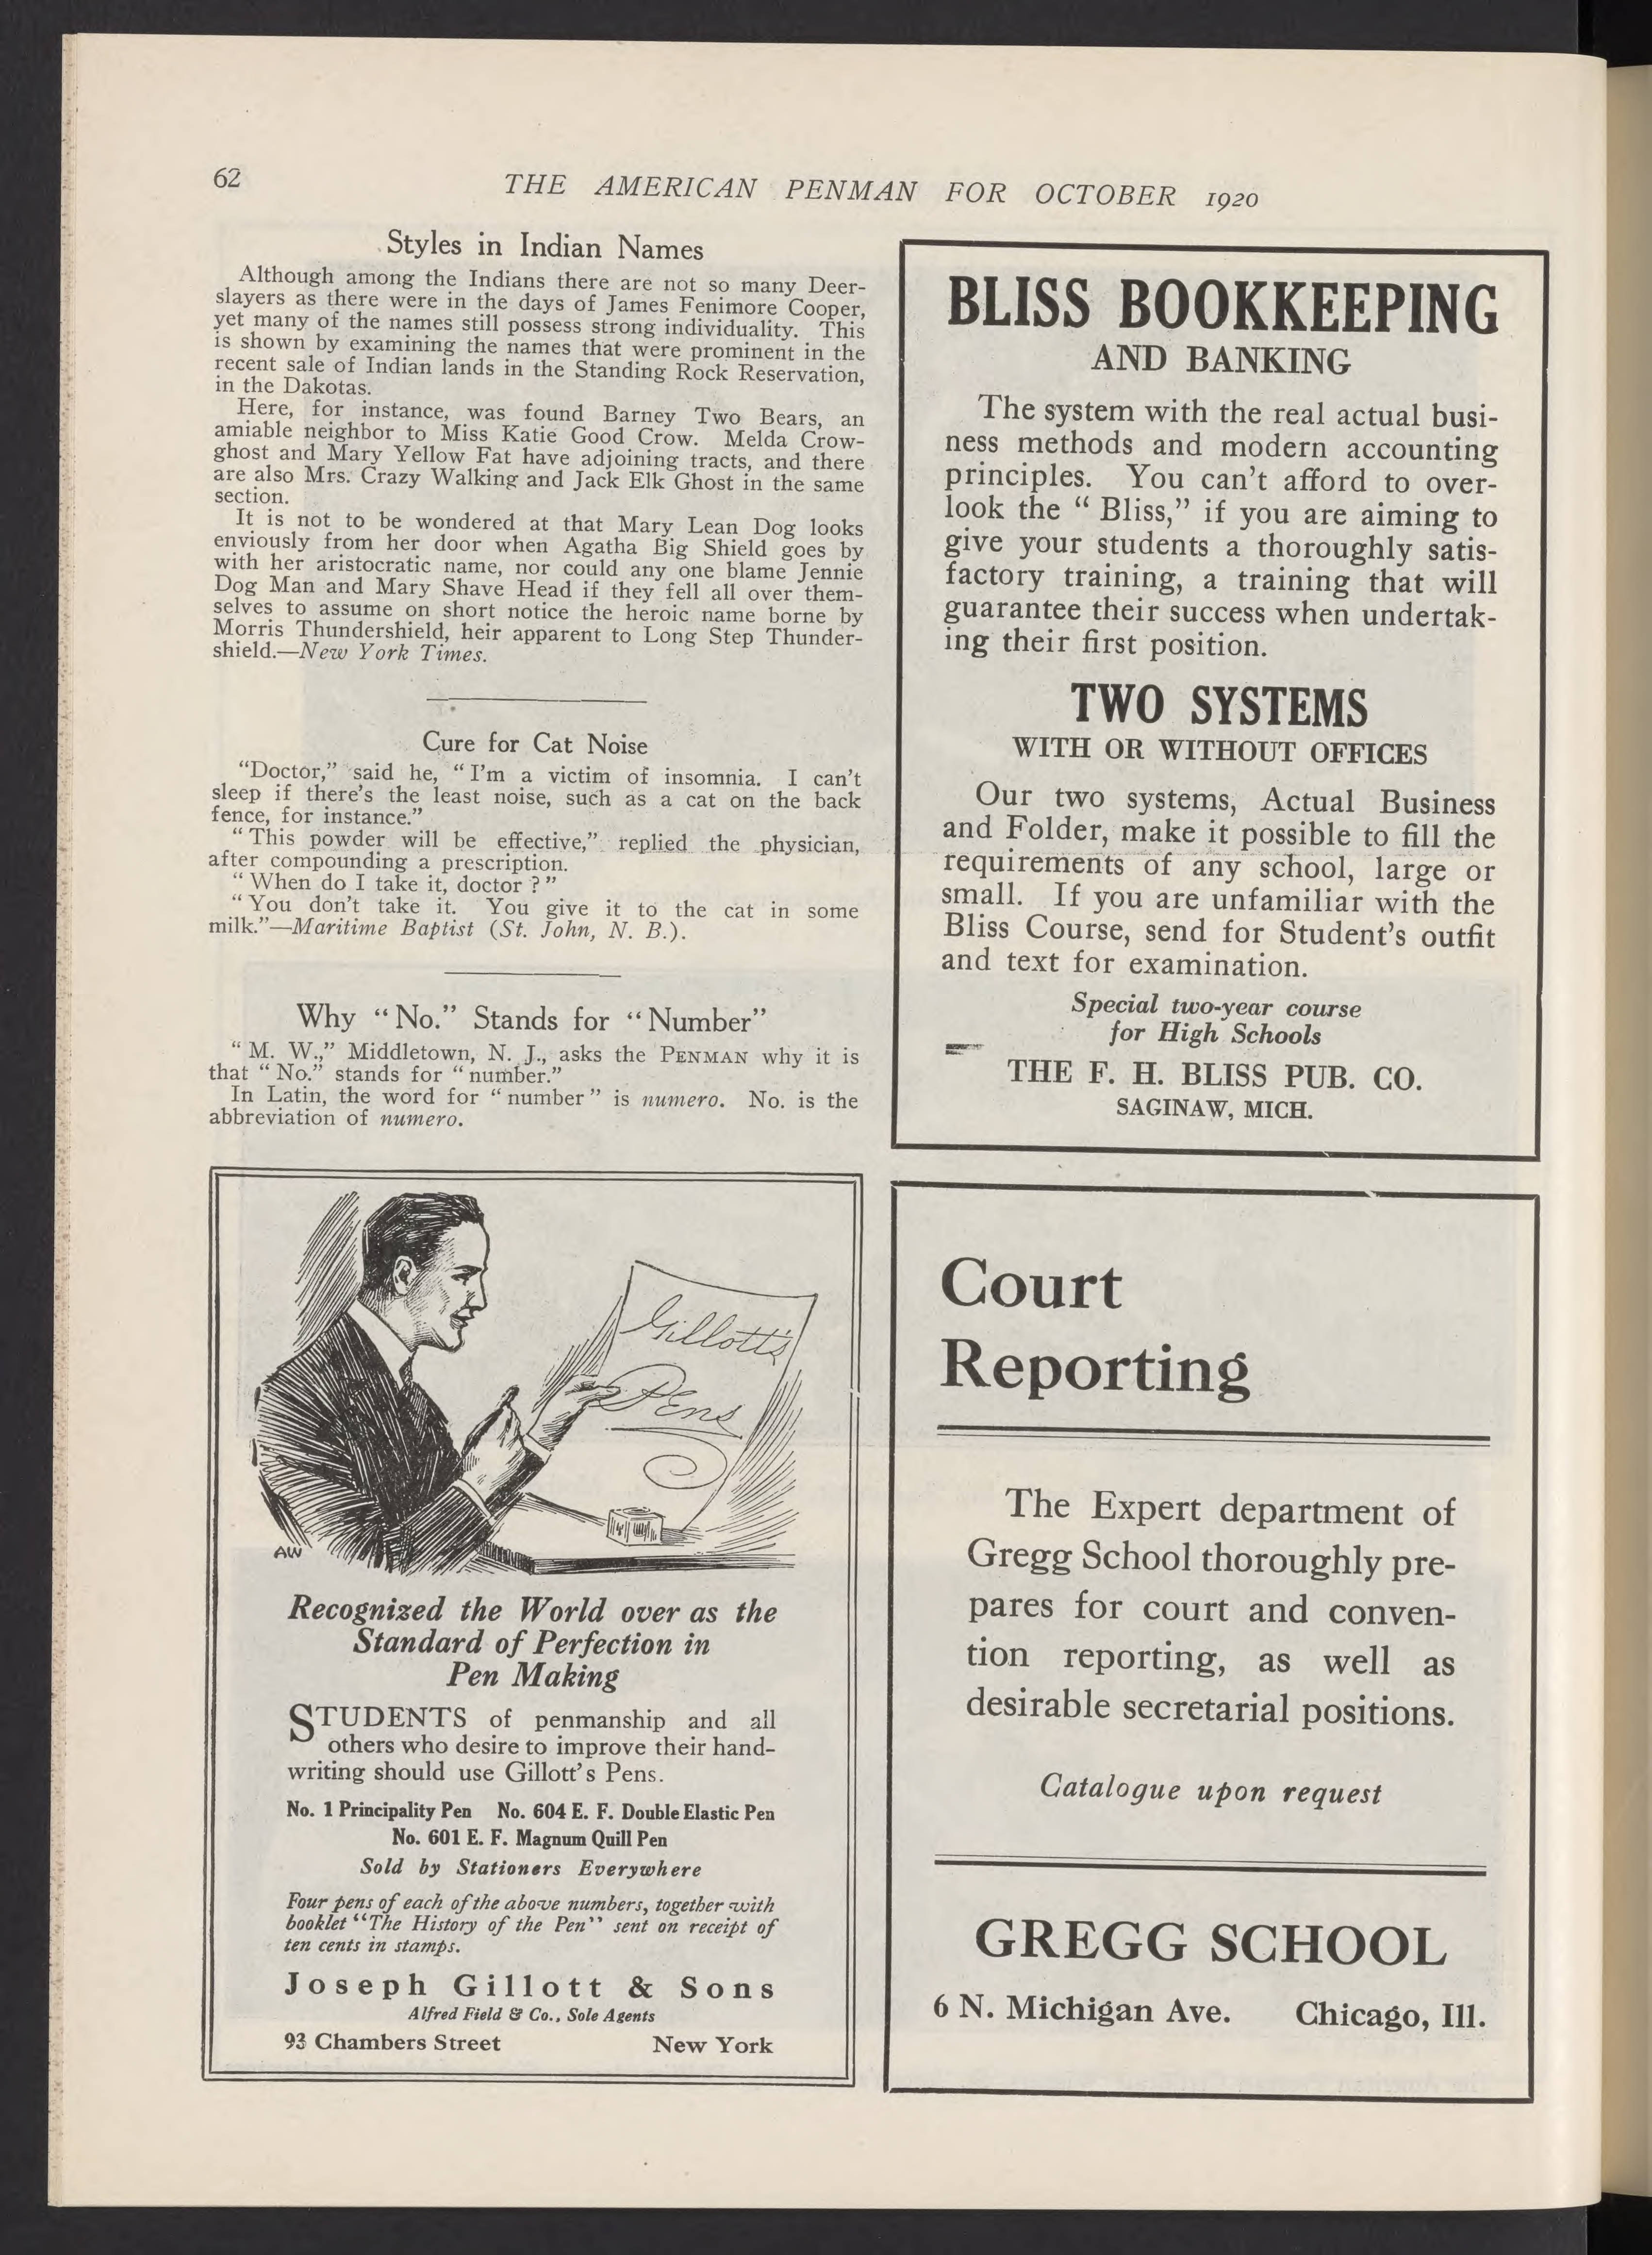 62
THE AMERICAN PENMAN FOR OCTOBER 1920
Styles in Indian Names
Although among the Indians there are not so many Deer-
slayers as there were in the days of James Fenimore Cooper,
yet many of the names still possess strong individuality. This
is shown by examining the names that were prominent in the
recent sale of Indian lands in the Standing Rock Reservation,
in the Dakotas.
Here, for instance, was found Barney Two Bears, an
amiable neighbor to Miss Katie Good Crow. Melda Crow-
ghost and Mary Yellow Fat have adjoining tracts, and there
are also Mrs. Crazy Walking and Jack Elk Ghost in the same
section.
It is not to be wondered at that Mary Lean Dog looks
enviously from her door when Agatha Big Shield goes by
with her aristocratic name, nor could any one blame Jennie
Dog Man and Mary Shave Head if they fell all over them-
selves to assume on short notice the heroic name borne by
Morris Thundershield, heir apparent to Long Step Thunder-
shield.—New York Times.
Cure for Cat Noise
"Doctor," said he, "I'm a victim of insomnia. I can't
sleep if there's the least noise, such as a cat on the back
fence, for instance."
"This powder will be effective," replied the physician,
after compounding a prescription.
"When do I take it, doctor?"
"You don't take it. You give it to the cat in some
milk."—Maritime Baptist (St. John, N. B.).
Why "No." Stands for "Number"
"M. W.," Middletown, N. J., asks the PENMAN why it is
that "No." stands for "number."
In Latin, the word for "number" is numero. No. is the
abbreviation of numero.
Gillott's
Pens
AW
Recognized the World over as the
Standard of Perfection in
Pen Making
STUDENTS of penmanship and all
others who desire to improve their hand-
writing should use Gillott's Pens.
No. 1 Principality Pen No. 604 E. F. Double Elastic Pen
No. 601 E. F. Magnum Quill Pen
Sold by Stationers Everywhere
Four pens of each of the above numbers, together with
booklet "The History of the Pen" sent on receipt of
ten cents in stamps.
Joseph Gillott & Sons
Alfred Field & Co., Sole Agents
93 Chambers Street New York
BLISS BOOKKEEPING
AND BANKING
The system with the real actual busi-
ness methods and modern accounting
principles. You can't afford to over-
look the "Bliss," if you are aiming to
give your students a thoroughly satis-
factory training, a training that will
guarantee their success when undertak-
ing their first position.
TWO SYSTEMS
WITH OR WITHOUT OFFICES
Our two systems, Actual Business
and Folder, make it possible to fill the
requirements of any school, large or
small. If you are unfamiliar with the
Bliss Course, send for Student's outfit
and text for examination.
Special two-year course
for High Schools
THE F. H. BLISS PUB. CO.
SAGINAW, MICH.
Court
Reporting
The Expert department of
Gregg School thoroughly pre-
pares for court and conven-
tion reporting, as well as
desirable secretarial positions.
Catalogue upon request
GREGG SCHOOL
6 N. Michigan Ave. Chicago, Ill.